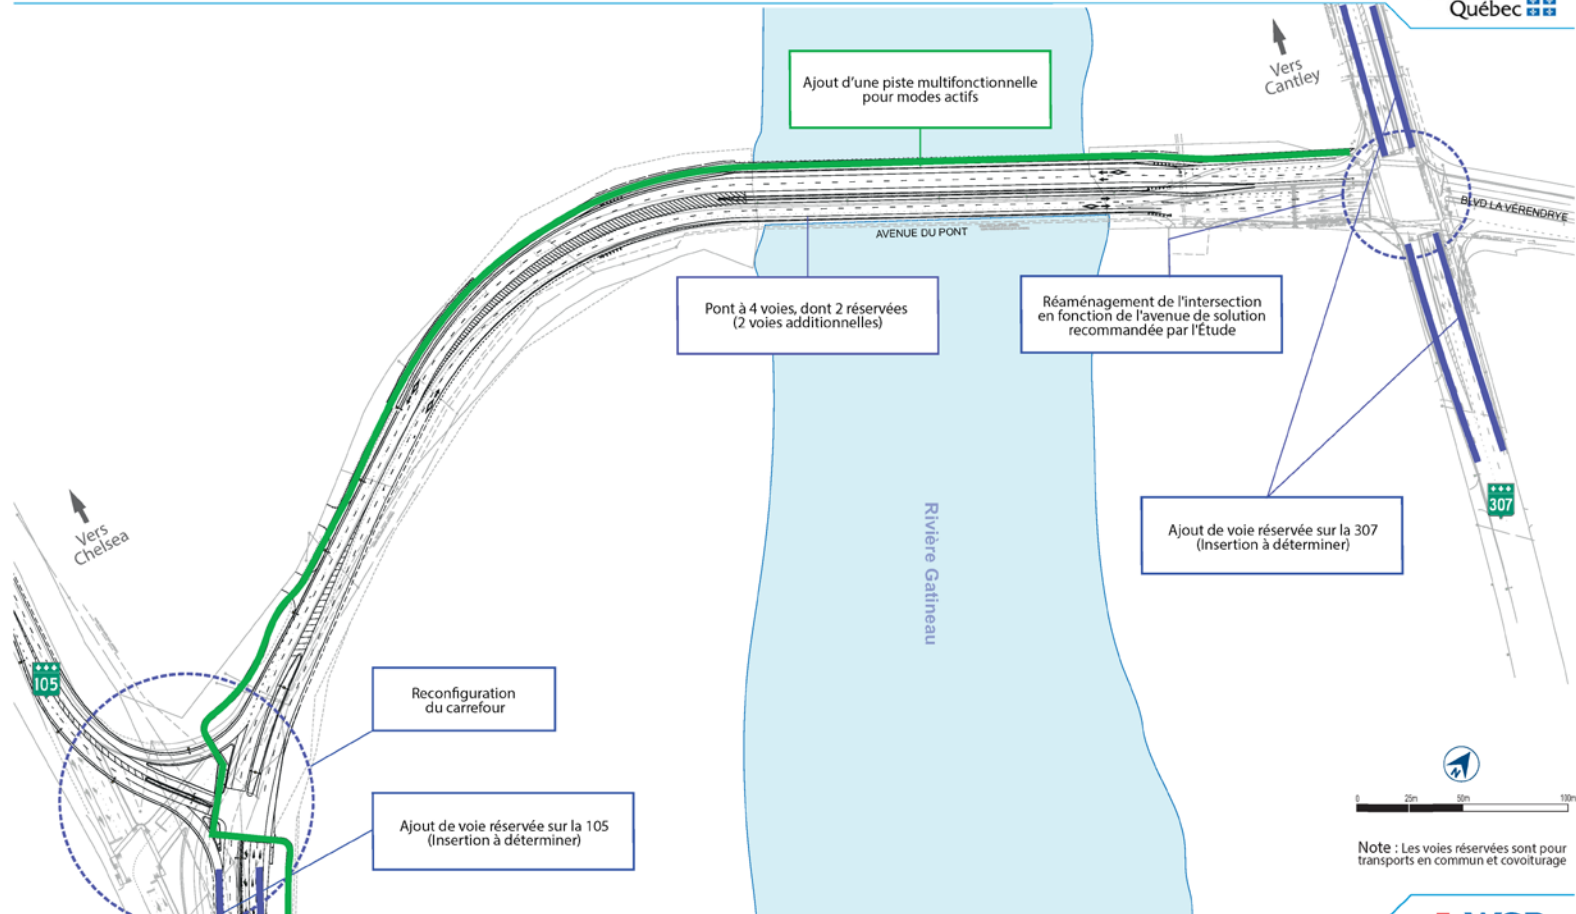 Québec
Vers
Cantley
Ajout d'une piste multifonctionnelle
pour modes actifs
BLVD LA VÉRENDRYE
AVENUE DU PONT
Pont à 4 voies, dont 2 réservées
(2 voies additionnelles)
Réaménagement de l'intersection
en fonction de l'avenue de solution
recommandée par l'Étude
Vers
Chelsea
Rivière Gatineau
307
Ajout de voie réservée sur la 307
(Insertion à déterminer)
105
Reconfiguration
du carrefour
Ajout de voie réservée sur la 105
(Insertion à déterminer)
N
0 25m 50m 100m
Note : Les voies réservées sont pour
transports en commun et covoiturage